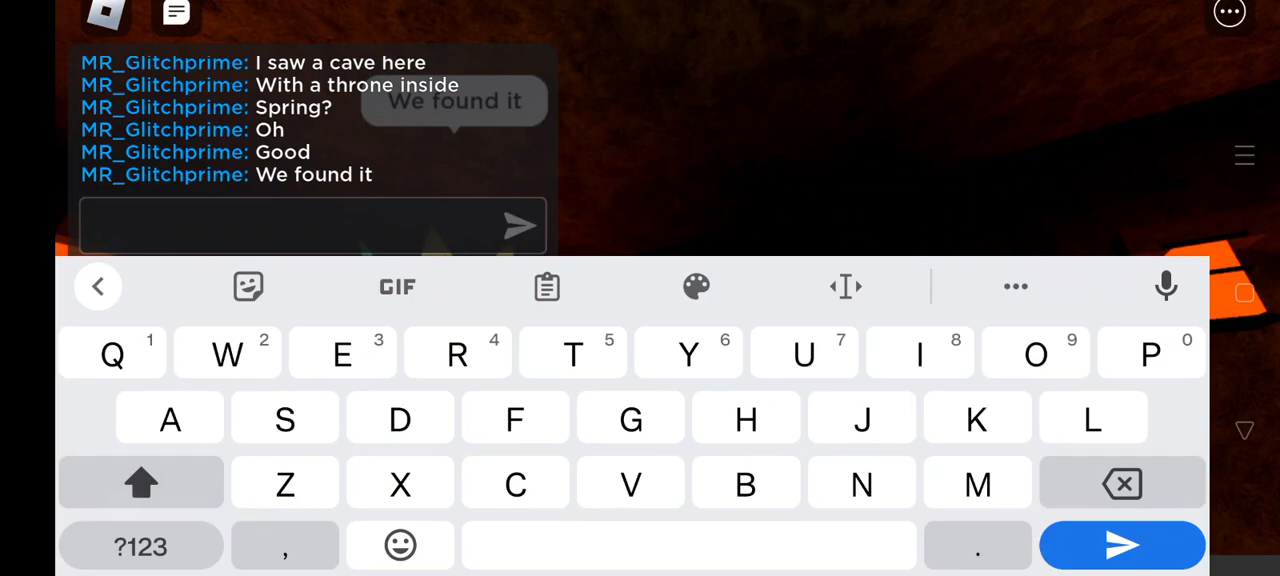 MR_Glitchprime: I saw a cave here
MR_Glitchprime: With a throne inside
MR_Glitchprime: Spring?
MR_Glitchprime: Oh
MR_Glitchprime: Good
MR_Glitchprime: We found it
We found it
GIF
Q 1 W 2 E 3 R 4 T 5 Y 6 U 7 I 8 O 9 P 0
A S D F G H J K L
Z X C V B N M
?123 , .